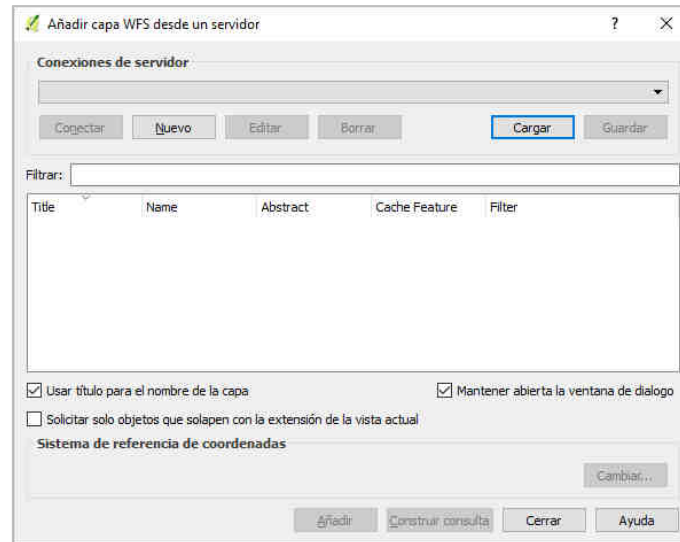 Añadir capa WFS desde un servidor ?
Conexiones de servidor
Conectar Nuevo Editar Borrar Cargar Guardar
Filtrar:
Title Name Abstract Cache Feature Filter
Usar título para el nombre de la capa Mantener abierta la ventana de dialogo
Solicitar solo objetos que solapen con la extensión de la vista actual
Sistema de referencia de coordenadas
Cambiar...
Añadir Construir consulta Cerrar Ayuda